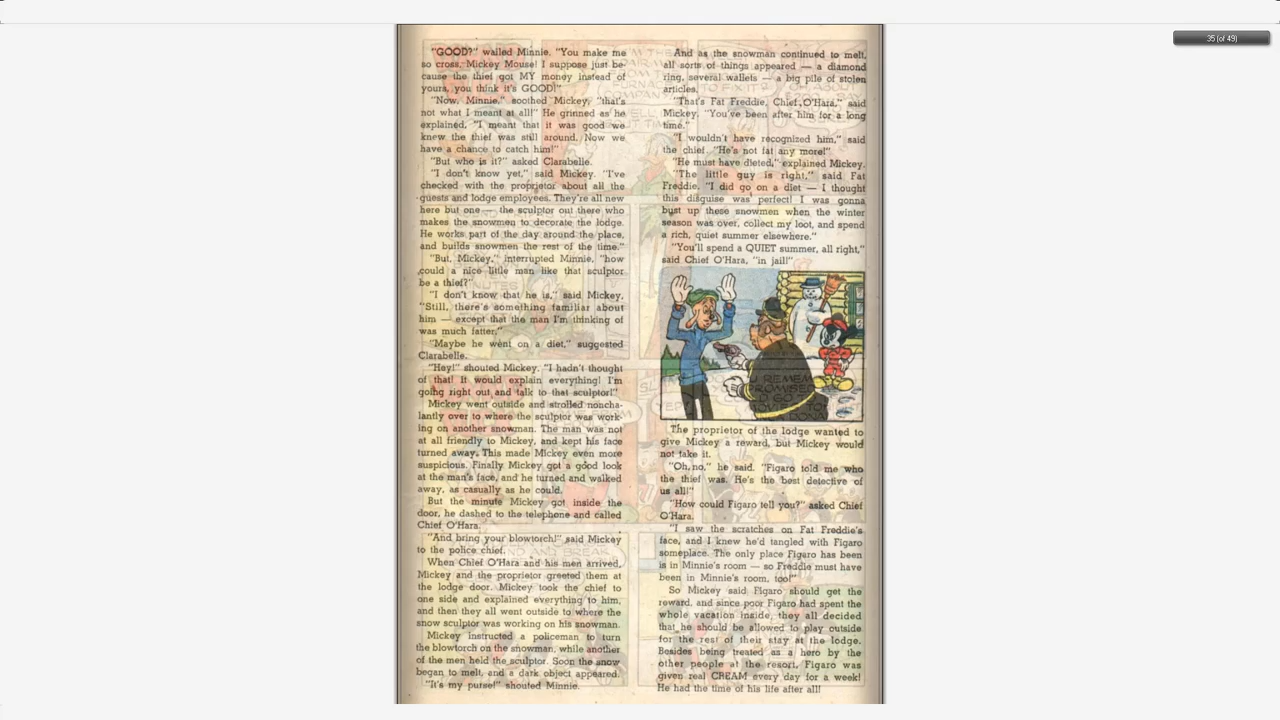 35 (of 49)
"GOOD?" wailed Minnie. "You make me
so cross, Mickey Mouse! I suppose just be-
cause the thief got MY money instead of
yours, you think it's GOOD!"
"Now, Minnie," soothed Mickey, "that's
not what I meant at all!" He grinned as he
explained, "I meant that it was good we
knew the thief was still around. Now we
have a chance to catch him!"
"But who is it?" asked Clarabelle.
"I don't know yet," said Mickey. "I've
checked with the proprietor about all the
guests and lodge employees. They're all new
here but one — the sculptor out there who
makes the snowmen to decorate the lodge.
He works part of the day around the place,
and builds snowmen the rest of the time."
"But, Mickey," interrupted Minnie, "how
could a nice little man like that sculptor
be a thief?"
"I don't know that he is," said Mickey.
"Still, there's something familiar about
him — except that the man I'm thinking of
was much fatter."
"Maybe he went on a diet," suggested
Clarabelle.
"Hey!" shouted Mickey. "I hadn't thought
of that! It would explain everything! I'm
going right out and talk to that sculptor!"
Mickey went outside and strolled noncha-
lantly over to where the sculptor was work-
ing on another snowman. The man was not
at all friendly to Mickey, and kept his face
turned away. This made Mickey even more
suspicious. Finally Mickey got a good look
at the man's face, and he turned and walked
away, as casually as he could.
But the minute Mickey got inside the
door, he dashed to the telephone and called
Chief O'Hara.
"And bring your blowtorch!" said Mickey
to the police chief.
When Chief O'Hara and his men arrived,
Mickey and the proprietor greeted them at
the lodge door. Mickey took the chief to
one side and explained everything to him,
and then they all went outside to where the
snow sculptor was working on his snowman.
Mickey instructed a policeman to turn
the blowtorch on the snowman, while another
of the men held the sculptor. Soon the snow
began to melt, and a dark object appeared.
"It's my purse!" shouted Minnie.
And as the snowman continued to melt,
all sorts of things appeared — a diamond
ring, several wallets — a big pile of stolen
articles.
"That's Fat Freddie, Chief O'Hara," said
Mickey. "You've been after him for a long
time."
"I wouldn't have recognized him," said
the chief. "He's not fat any more!"
"He must have dieted," explained Mickey.
"The little guy is right," said Fat
Freddie. "I did go on a diet — I thought
this disguise was perfect! I was gonna
bust up these snowmen when the winter
season was over, collect my loot, and spend
a rich, quiet summer elsewhere."
"You'll spend a QUIET summer, all right,"
said Chief O'Hara, "in jail!"
The proprietor of the lodge wanted to
give Mickey a reward, but Mickey would
not take it.
"Oh, no," he said. "Figaro told me who
the thief was. He's the best detective of
us all!"
"How could Figaro tell you?" asked Chief
O'Hara.
"I saw the scratches on Fat Freddie's
face, and I knew he'd tangled with Figaro
someplace. The only place Figaro has been
is in Minnie's room — so Freddie must have
been in Minnie's room, too!"
So Mickey said Figaro should get the
reward, and since poor Figaro had spent the
whole vacation inside, they all decided
that he should be allowed to play outside
for the rest of their stay at the lodge.
Besides being treated as a hero by the
other people at the resort, Figaro was
given real CREAM every day for a week!
He had the time of his life after all!